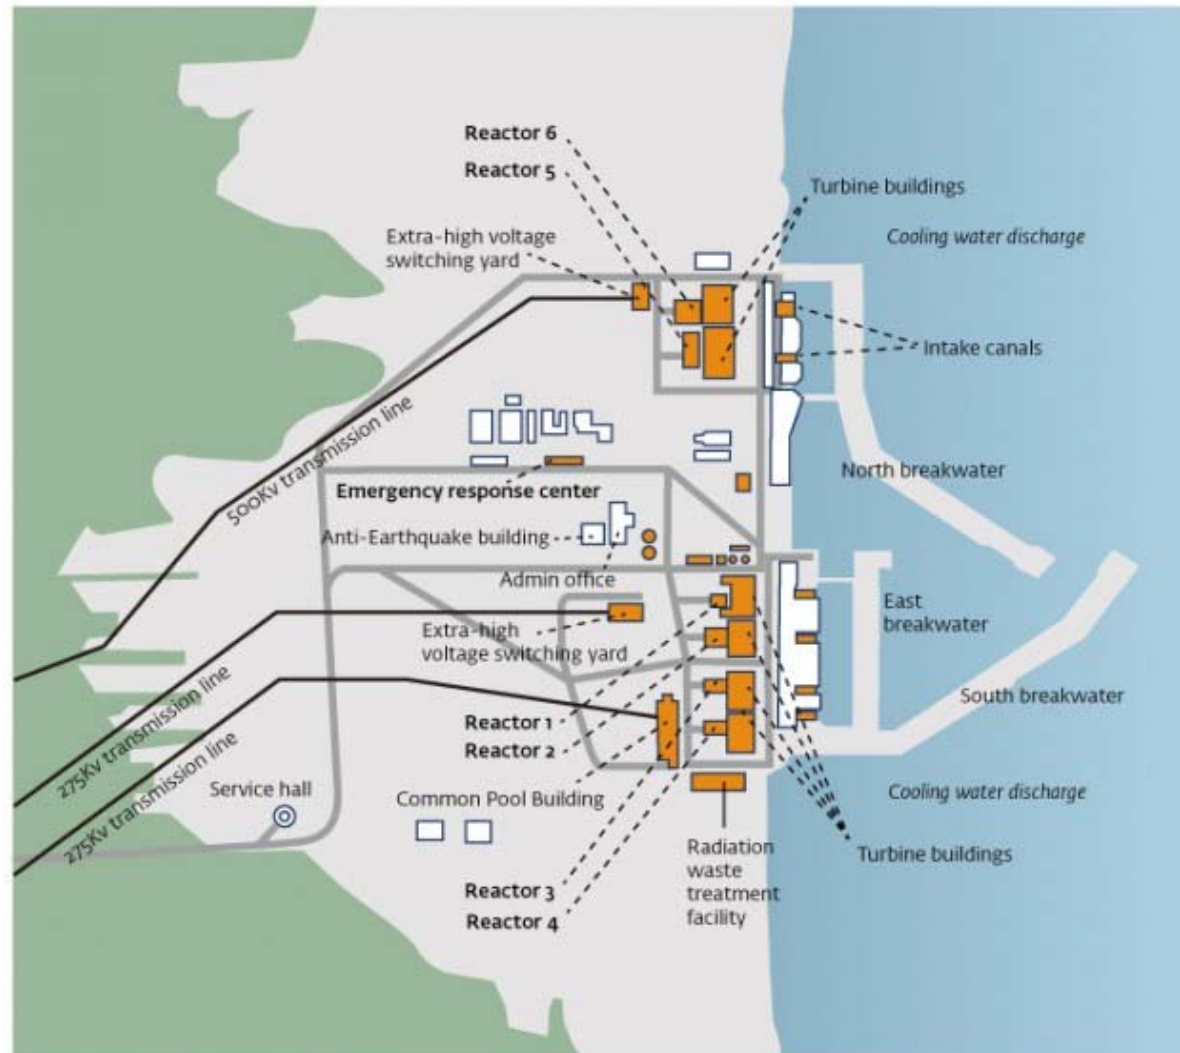 Reactor 6
Reactor 5
Turbine buildings
Extra-high voltage
switching yard
Cooling water discharge
Intake canals
500Kv transmission line
North breakwater
Emergency response center
Anti-Earthquake building
Admin office
East
breakwater
Extra-high
voltage switching yard
275Kv transmission line
South breakwater
Reactor 1
Reactor 2
275Kv transmission line
Service hall
Common Pool Building
Cooling water discharge
Radiation
waste
treatment
facility
Turbine buildings
Reactor 3
Reactor 4